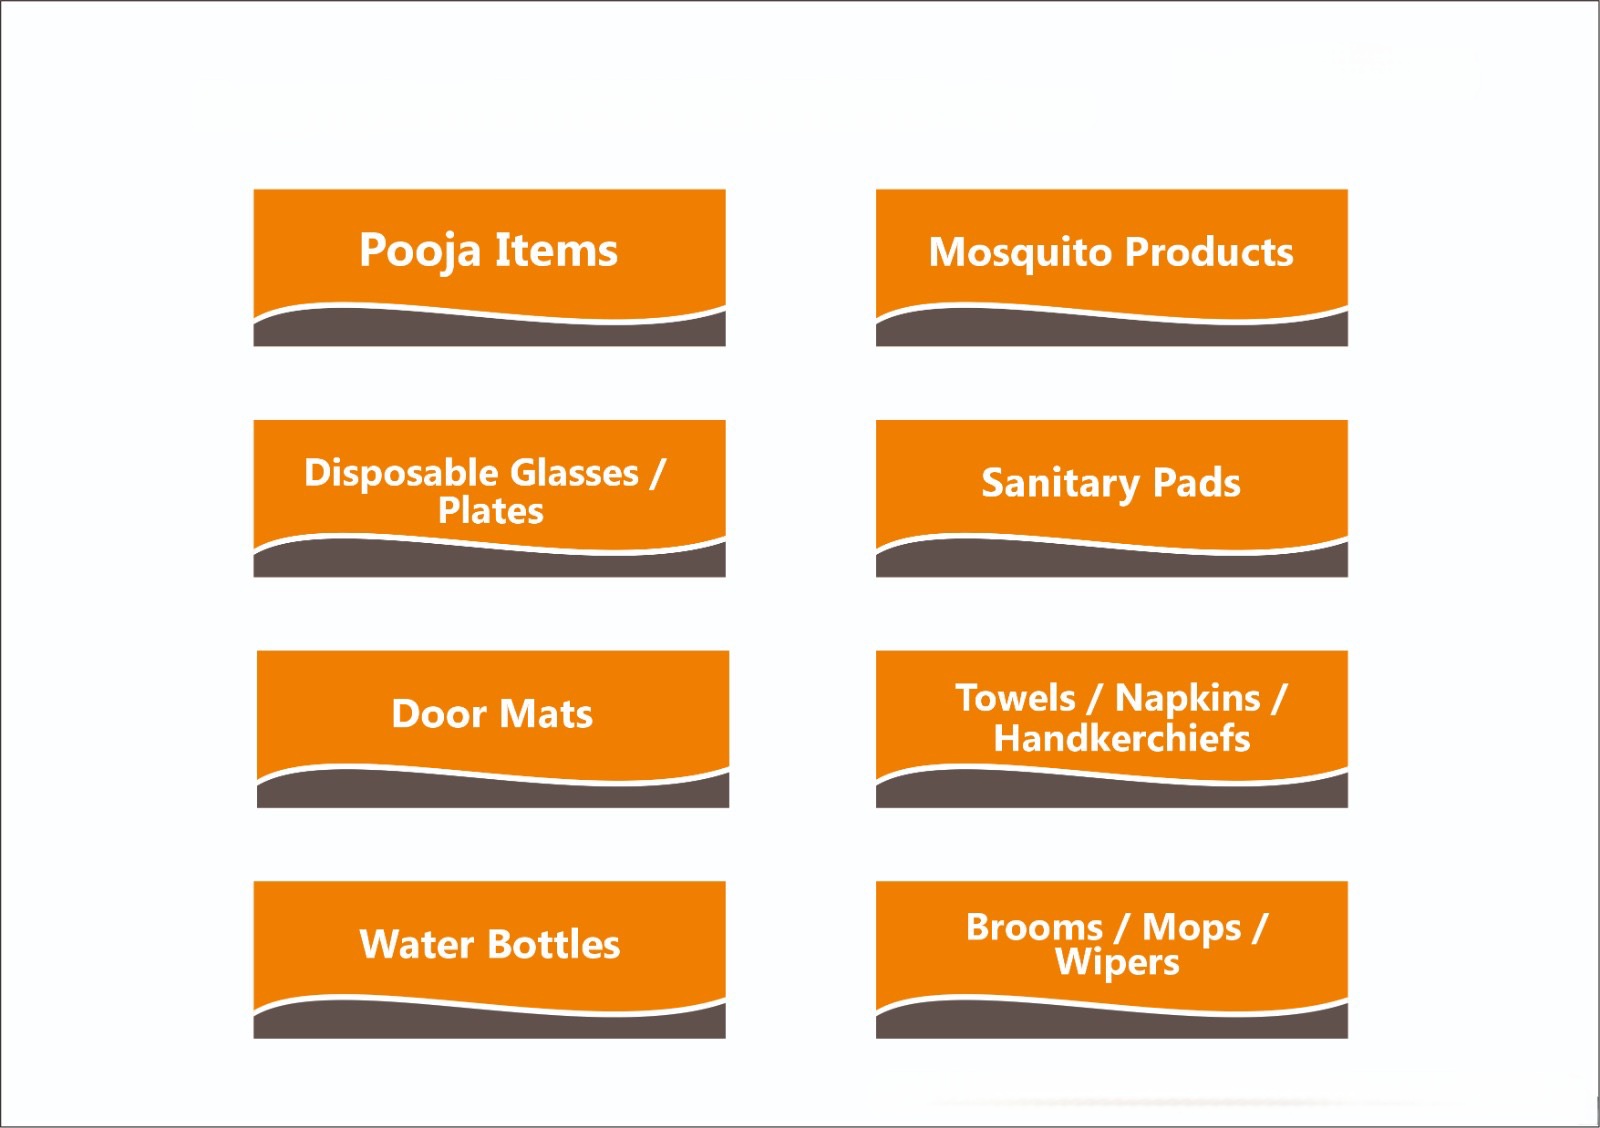 Pooja Items
Mosquito Products
Disposable Glasses /
Plates
Sanitary Pads
Door Mats
Towels / Napkins /
Handkerchiefs
Water Bottles
Brooms / Mops /
Wipers